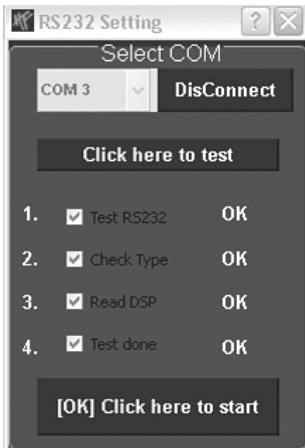 RS232 Setting
Select COM
COM 3 DisConnect
Click here to test
1. Test RS232 OK
2. Check Type OK
3. Read DSP OK
4. Test done OK
[OK] Click here to start